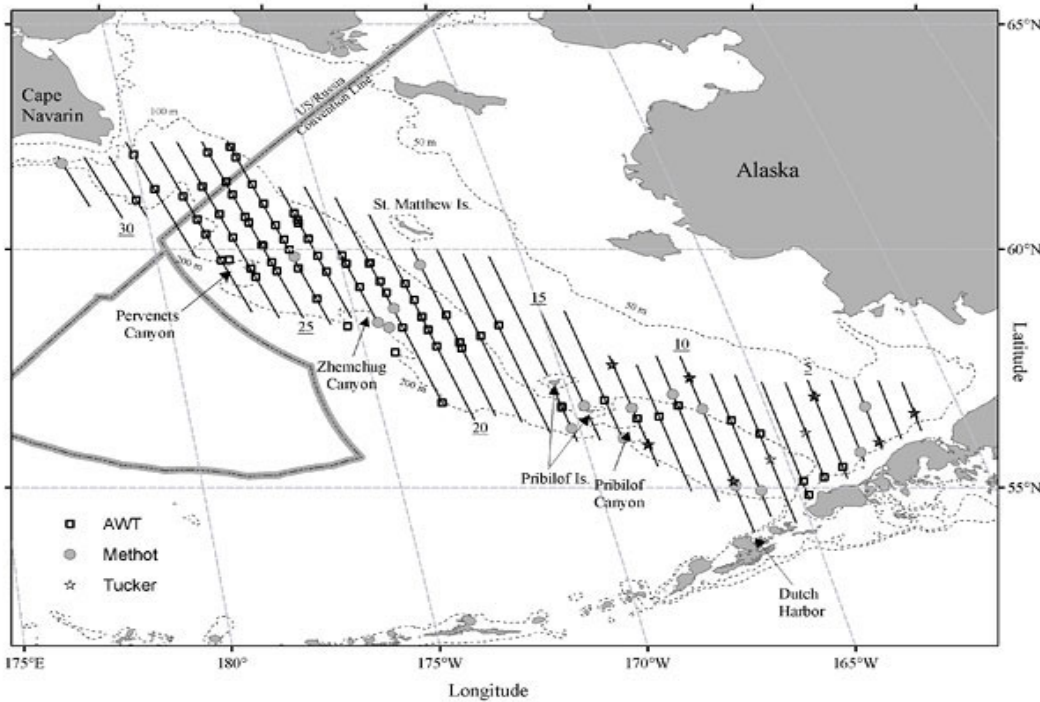 65°N
Cape
Navarin
US/Russia
Convention Line
100 m
50 m
Alaska
St. Matthew Is.
30
60°N
200 m
Pervenets
Canyon
25
15
50 m
Zhemchug
Canyon
200 m
10
5
Latitude
20
Pribilof Is.
Pribilof
Canyon
55°N
AWT
Methot
Tucker
Dutch
Harbor
175°E
180°
175°W
170°W
165°W
Longitude